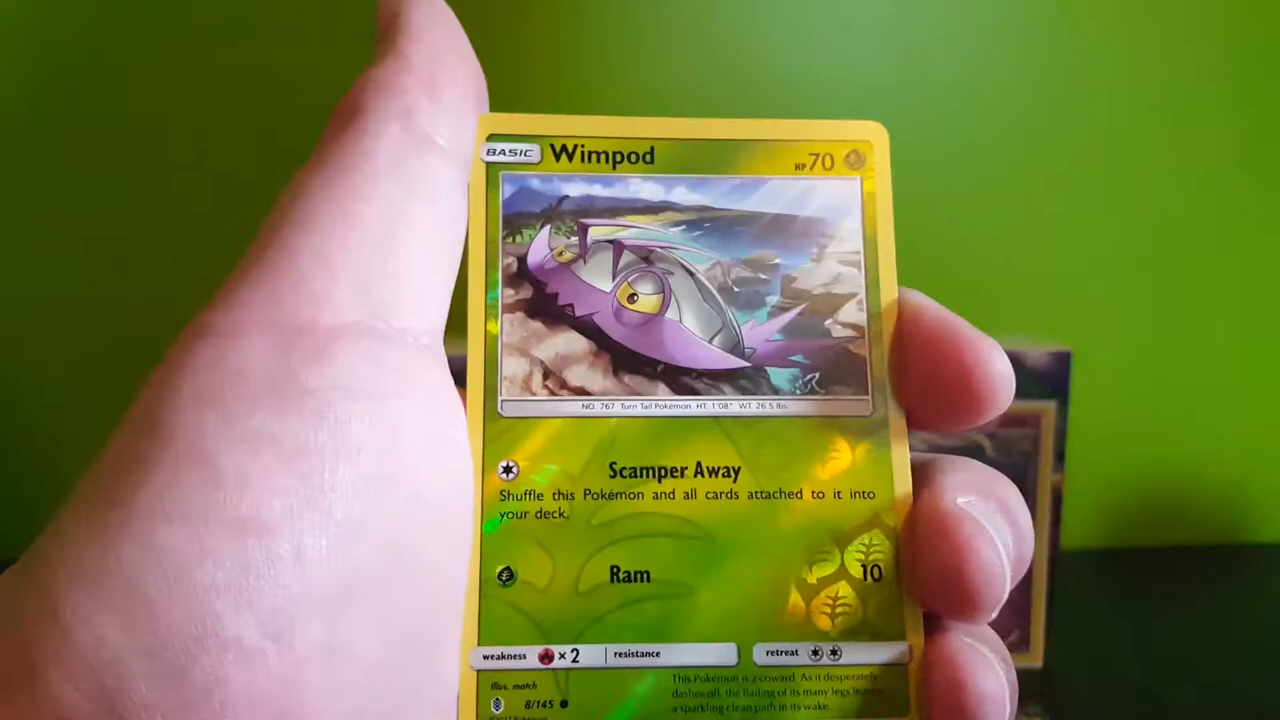 BASIC Wimpod HP 70
NO. 767 Turn Tail Pokémon HT. 1'08" WT. 26.5 lbs.
Scamper Away
Shuffle this Pokémon and all cards attached to it into
your deck.
Ram 10
weakness ×2 resistance retreat
Illus. match
8/145
This Pokémon is a coward. As it desperately
dashes off, the flailing of its many legs leaves
a sparkling clean path in its wake.